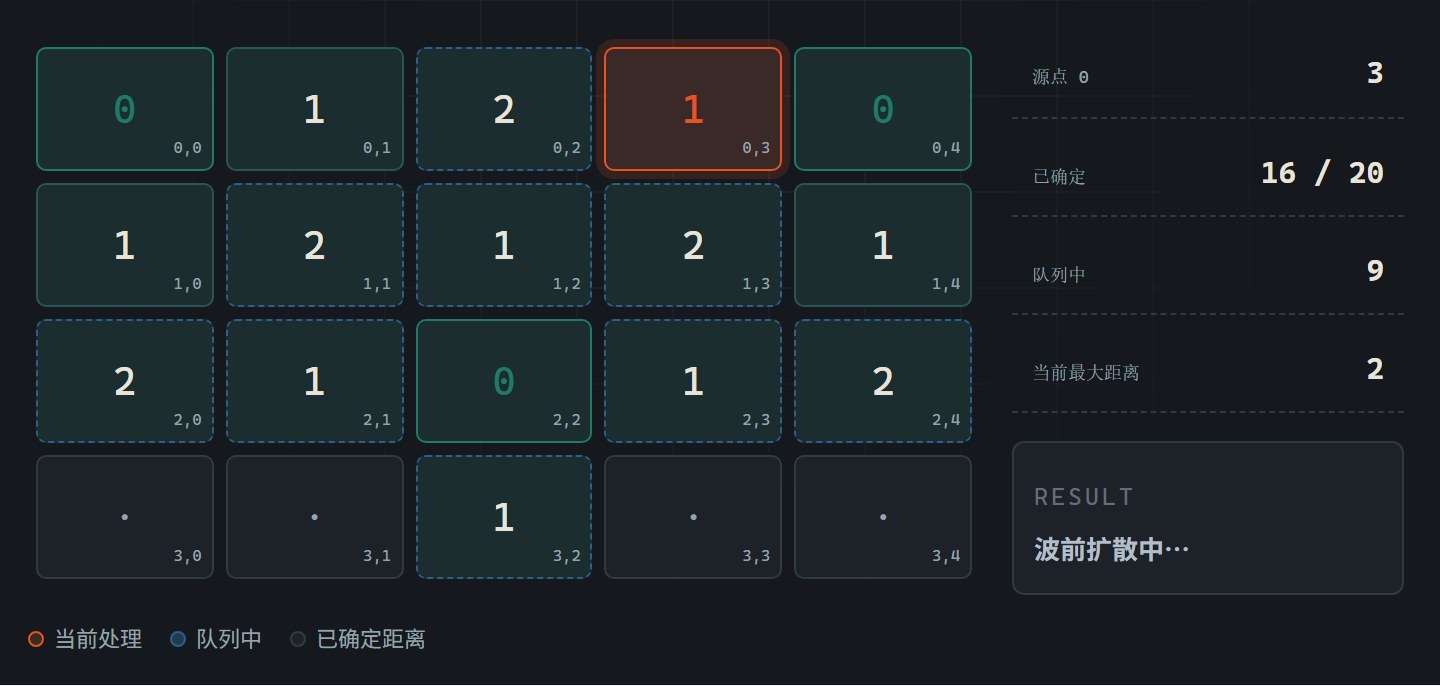 0 1 2 1 0
0,0 0,1 0,2 0,3 0,4
1 2 1 2 1
1,0 1,1 1,2 1,3 1,4
2 1 0 1 2
2,0 2,1 2,2 2,3 2,4
· · 1 · ·
3,0 3,1 3,2 3,3 3,4
源点 0 3
已确定 16 / 20
队列中 9
当前最大距离 2
RESULT
波前扩散中…
当前处理 队列中 已确定距离